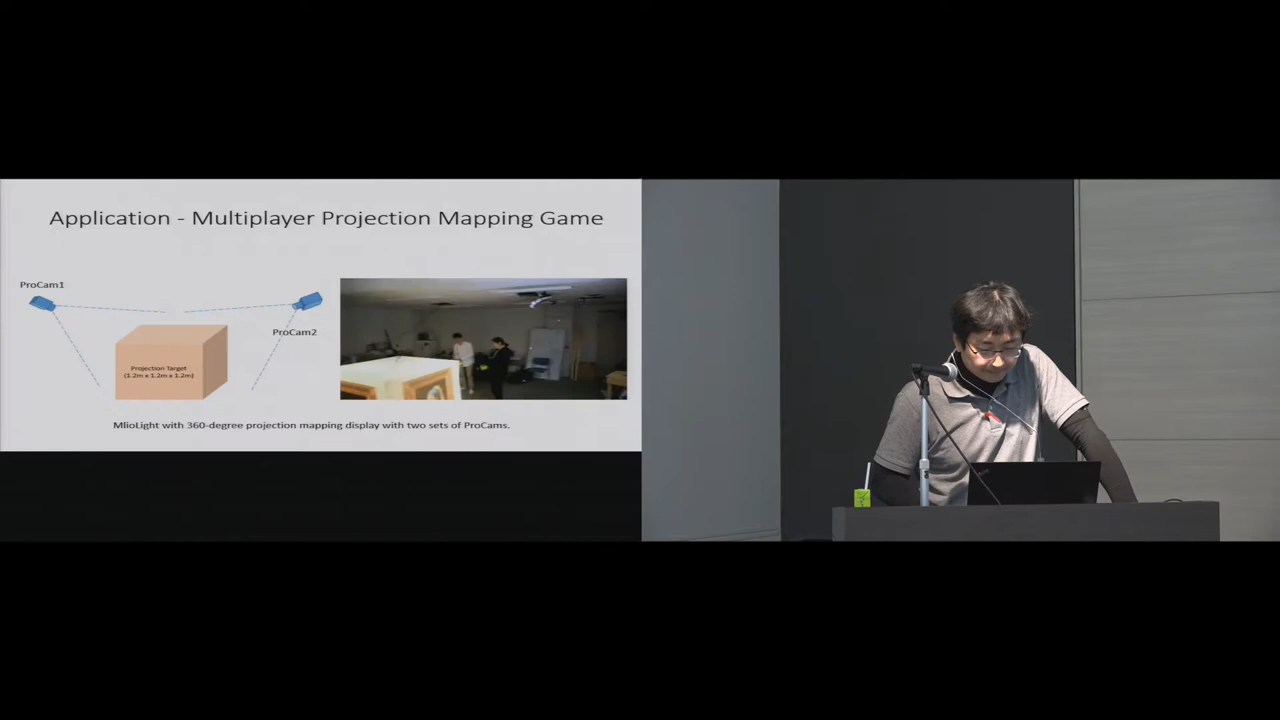 Application - Multiplayer Projection Mapping Game
ProCam1
ProCam2
Projection Target
(1.2m x 1.2m x 1.2m)
MlioLight with 360-degree projection mapping display with two sets of ProCams.